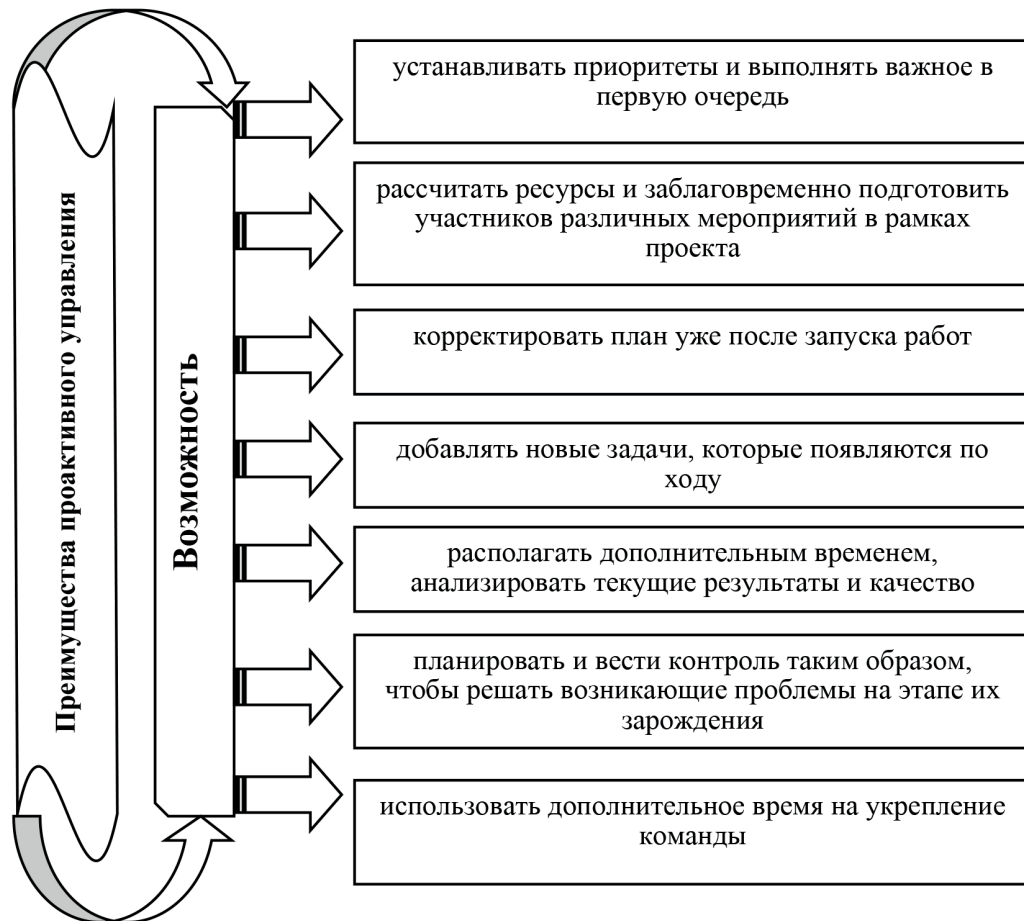 Преимущества проактивного управления
Возможность
устанавливать приоритеты и выполнять важное в
первую очередь
рассчитать ресурсы и заблаговременно подготовить
участников различных мероприятий в рамках
проекта
корректировать план уже после запуска работ
добавлять новые задачи, которые появляются по
ходу
располагать дополнительным временем,
анализировать текущие результаты и качество
планировать и вести контроль таким образом,
чтобы решать возникающие проблемы на этапе их
зарождения
использовать дополнительное время на укрепление
команды